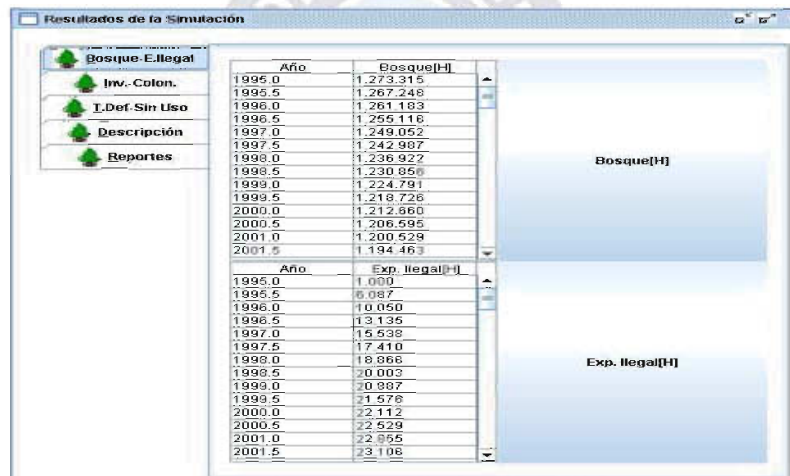 Resultados de la Simulación
Bosque-E.Ilegal
Inv.-Colon.
T.Def-Sin Uso
Descripción
Reportes
Año Bosque[H]
1995.0 1.273.315
1995.5 1.267.248
1996.0 1.261.183
1996.5 1.255.116
1997.0 1.249.052
1997.5 1.242.987
1998.0 1.236.922
1998.5 1.230.856
1999.0 1.224.791
1999.5 1.218.726
2000.0 1.212.660
2000.5 1.206.595
2001.0 1.200.529
2001.5 1.194.463
Bosque[H]
Año Exp. Ilegal[H]
1995.0 1.000
1995.5 6.087
1996.0 10.050
1996.5 13.135
1997.0 15.538
1997.5 17.410
1998.0 18.866
1998.5 20.003
1999.0 20.887
1999.5 21.576
2000.0 22.112
2000.5 22.529
2001.0 22.855
2001.5 23.106
Exp. Ilegal[H]